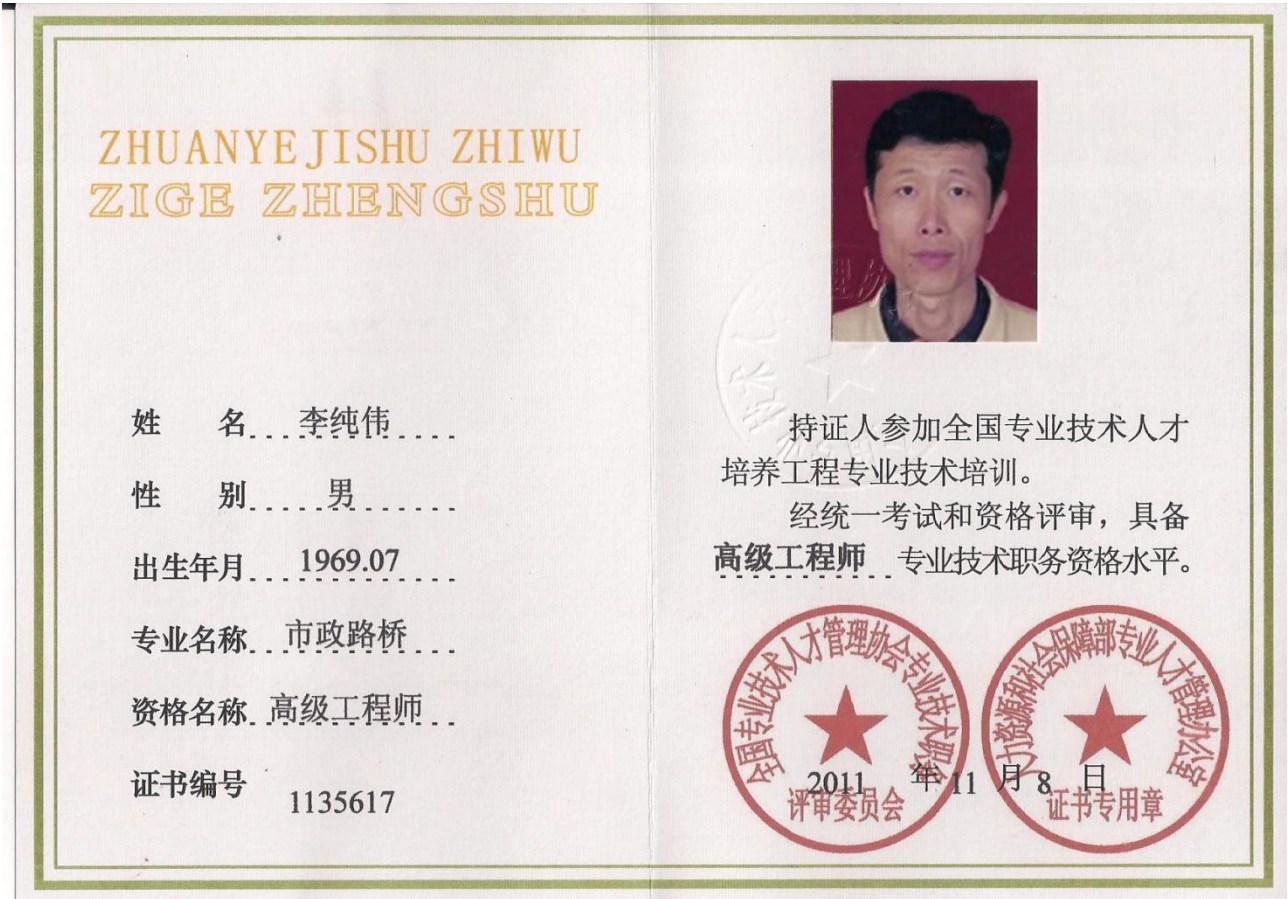 ZHUANYEJISHU ZHIWU
ZIGE ZHENGSHU
姓 名 李纯伟
性 别 男
出生年月 1969.07
专业名称 市政路桥
资格名称 高级工程师
证书编号 1135617
持证人参加全国专业技术人才
培养工程专业技术培训。
经统一考试和资格评审，具备
高级工程师 专业技术职务资格水平。
全国专业技术人才管理协会专业技术职务
评审委员会
人力资源和社会保障部专业人才管理办公室
证书专用章
2011 年 11 月 8 日